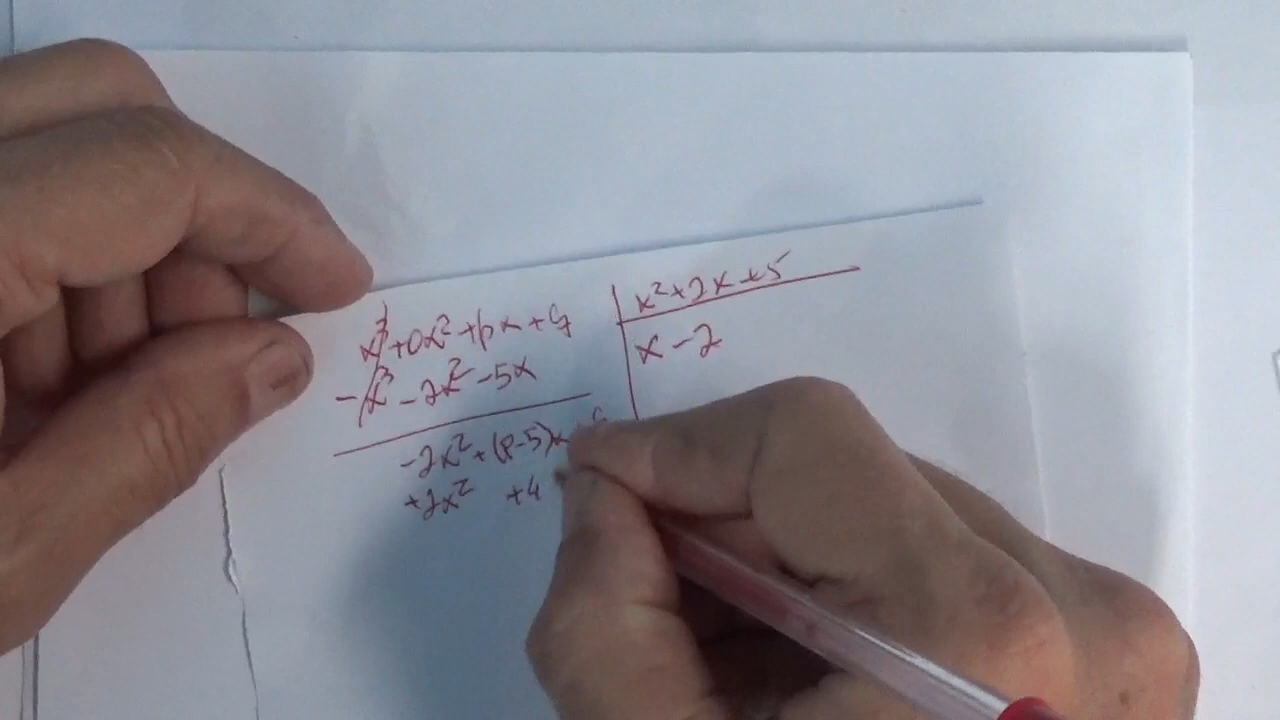 x³+0x²+px+q
x²+2x+5
-x³-2x²-5x
x-2
-2x²+(p-5)x+q
+2x² +4